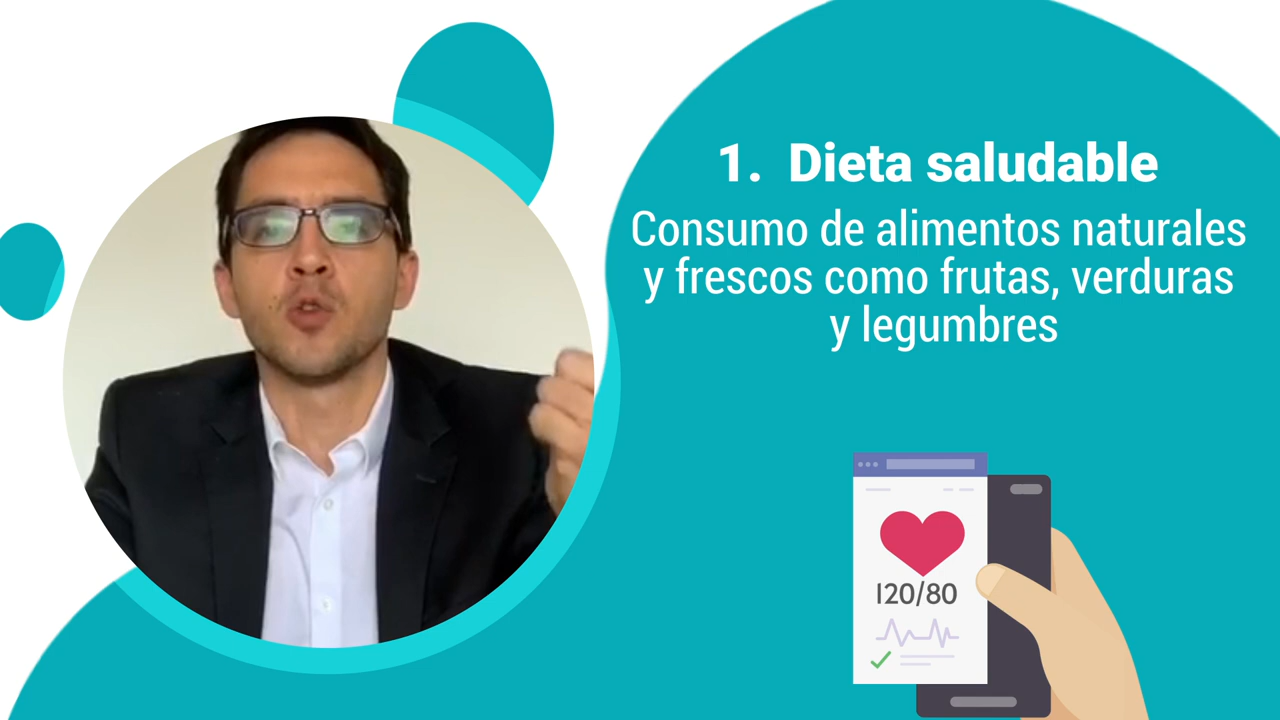 1. Dieta saludable
Consumo de alimentos naturales
y frescos como frutas, verduras
y legumbres
120/80